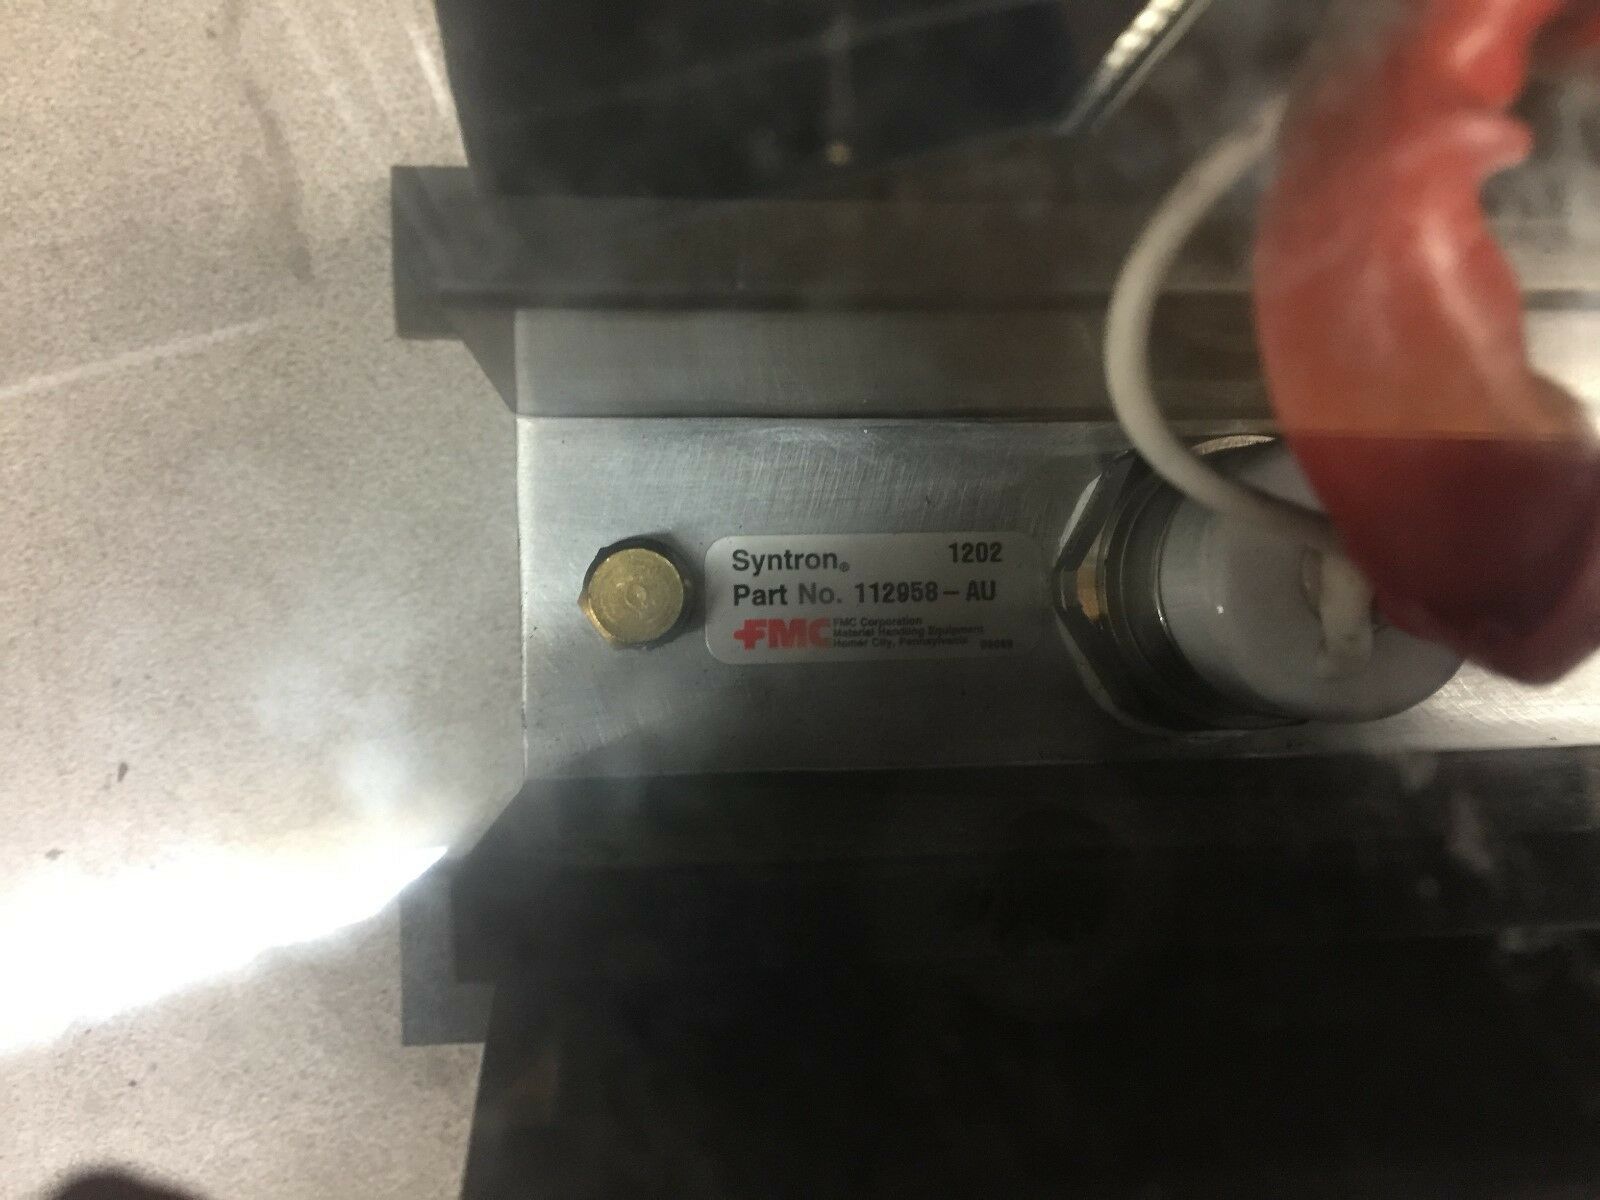 Syntron® 1202
Part No. 112958-AU
FMC FMC Corporation
Material Handling Equipment
Homer City, Pennsylvania